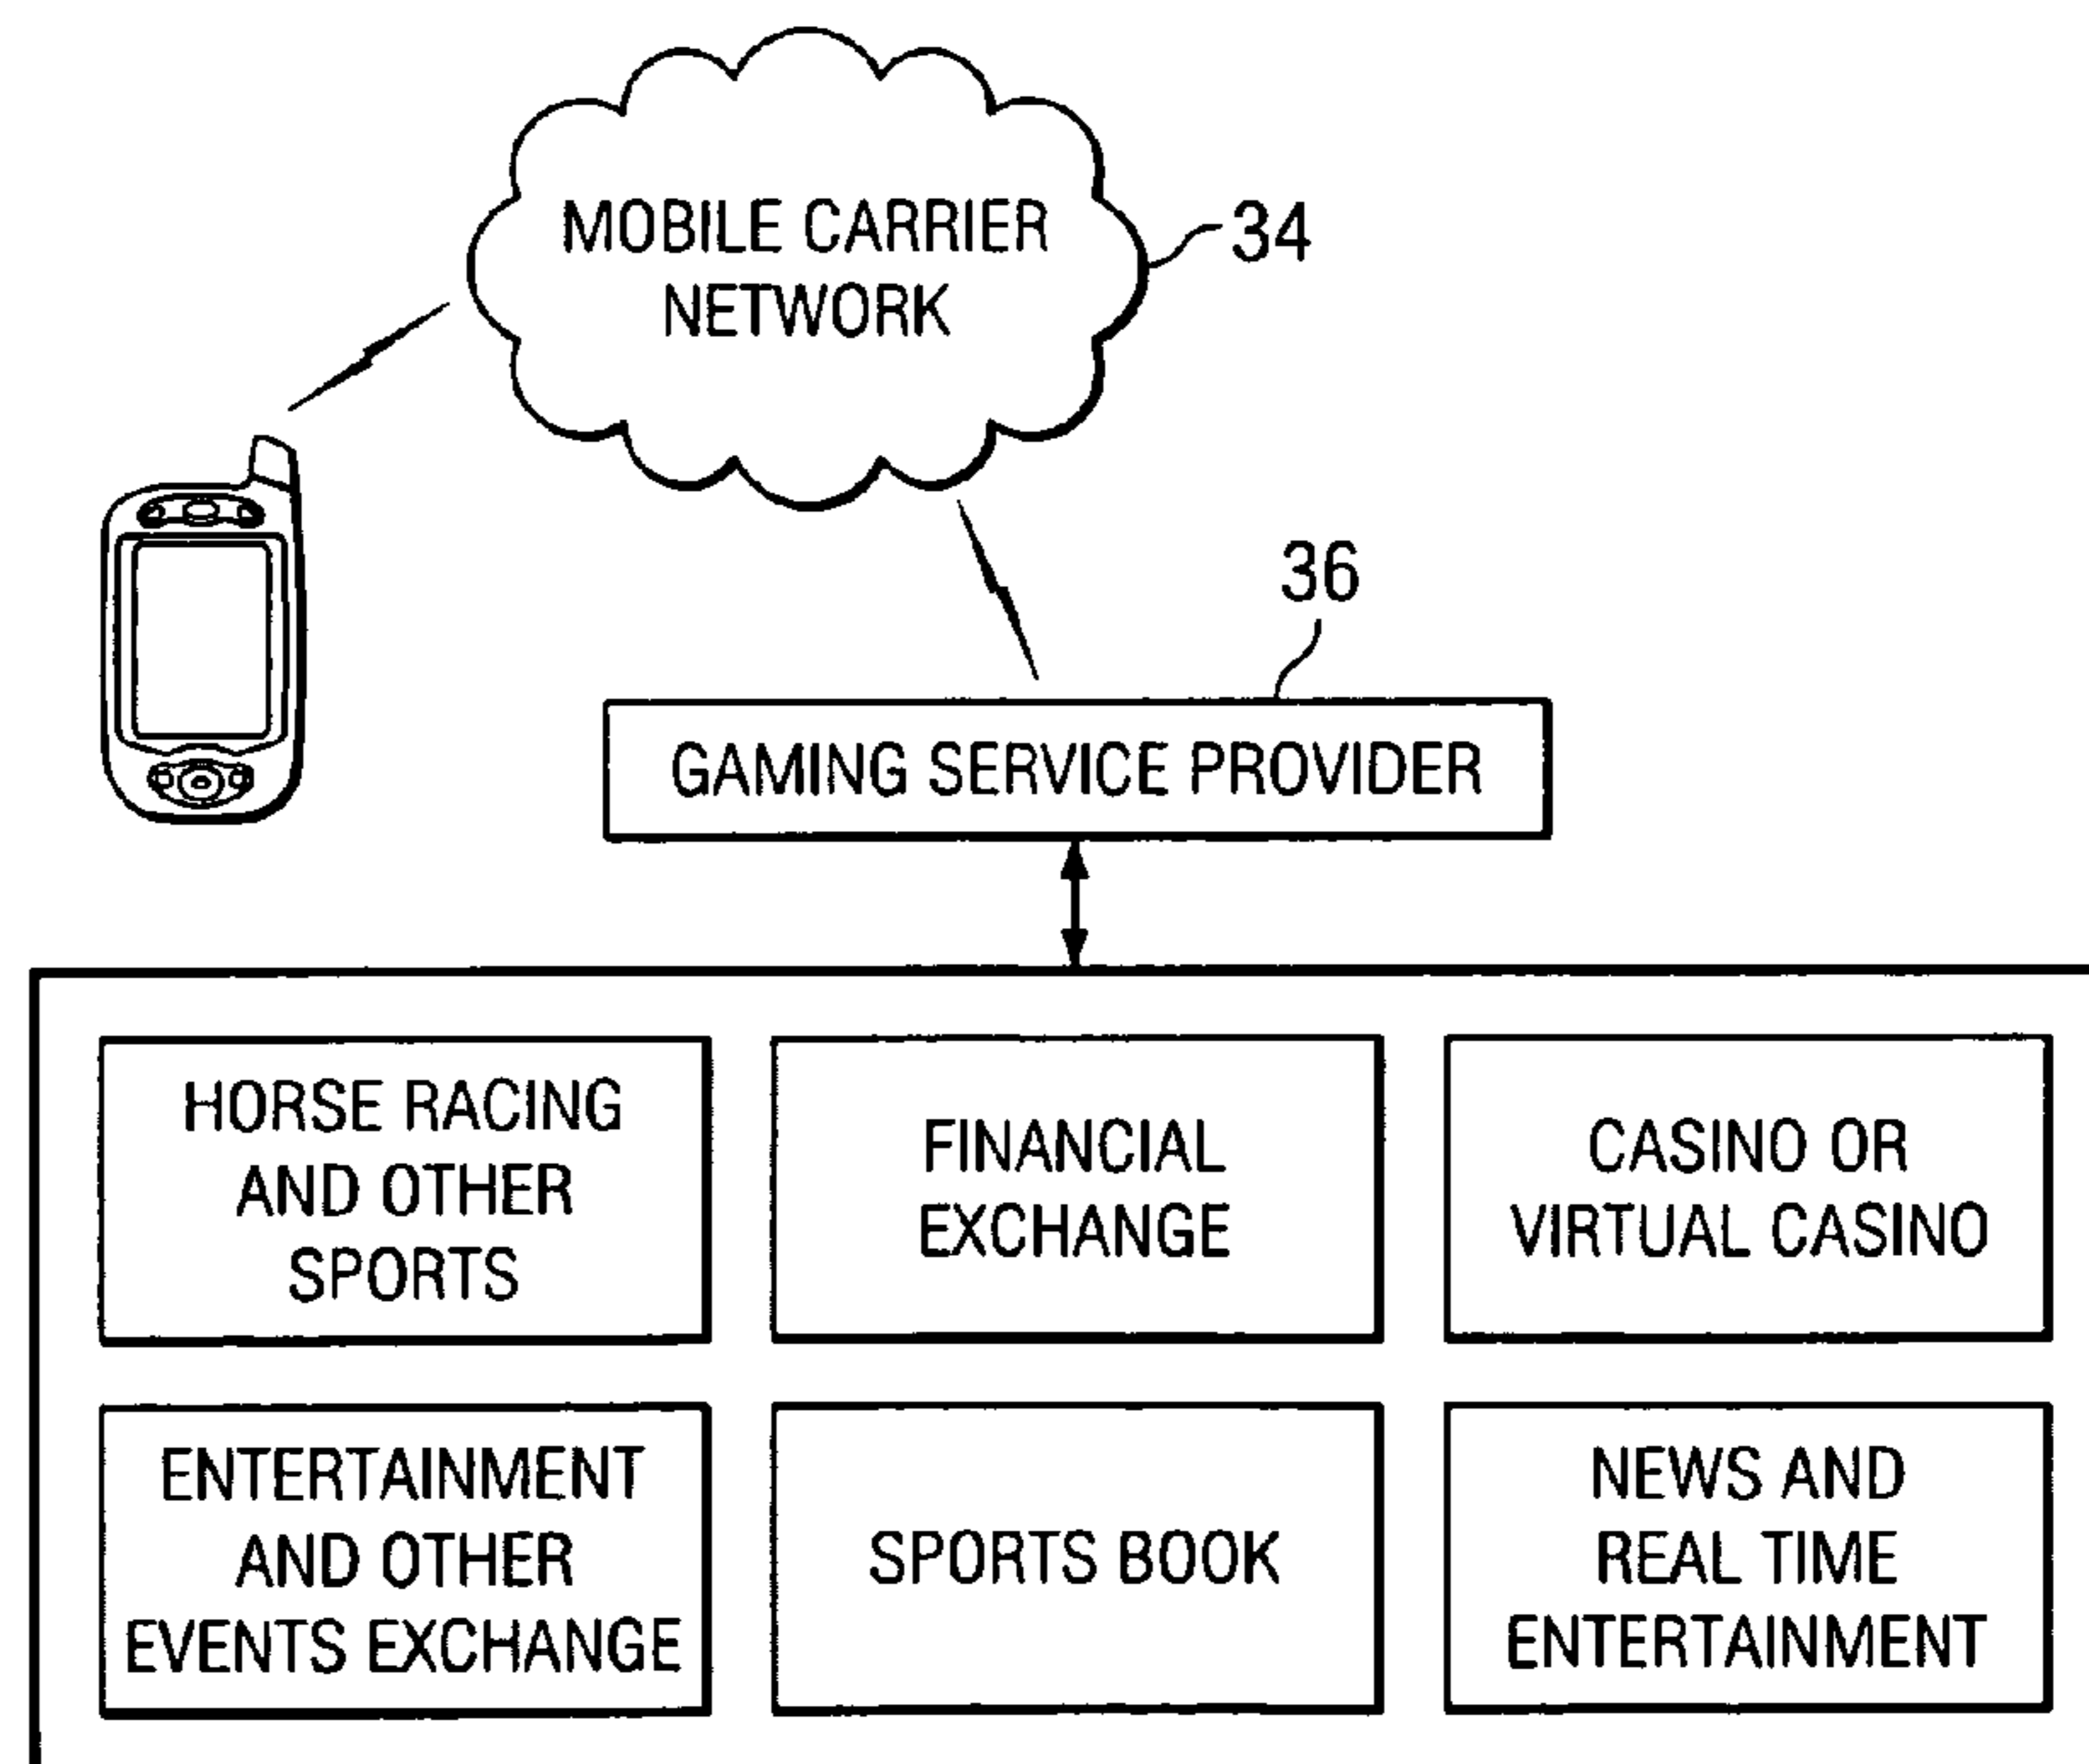 MOBILE CARRIER
NETWORK
34
36
GAMING SERVICE PROVIDER
HORSE RACING
AND OTHER
SPORTS
FINANCIAL
EXCHANGE
CASINO OR
VIRTUAL CASINO
ENTERTAINMENT
AND OTHER
EVENTS EXCHANGE
SPORTS BOOK
NEWS AND
REAL TIME
ENTERTAINMENT